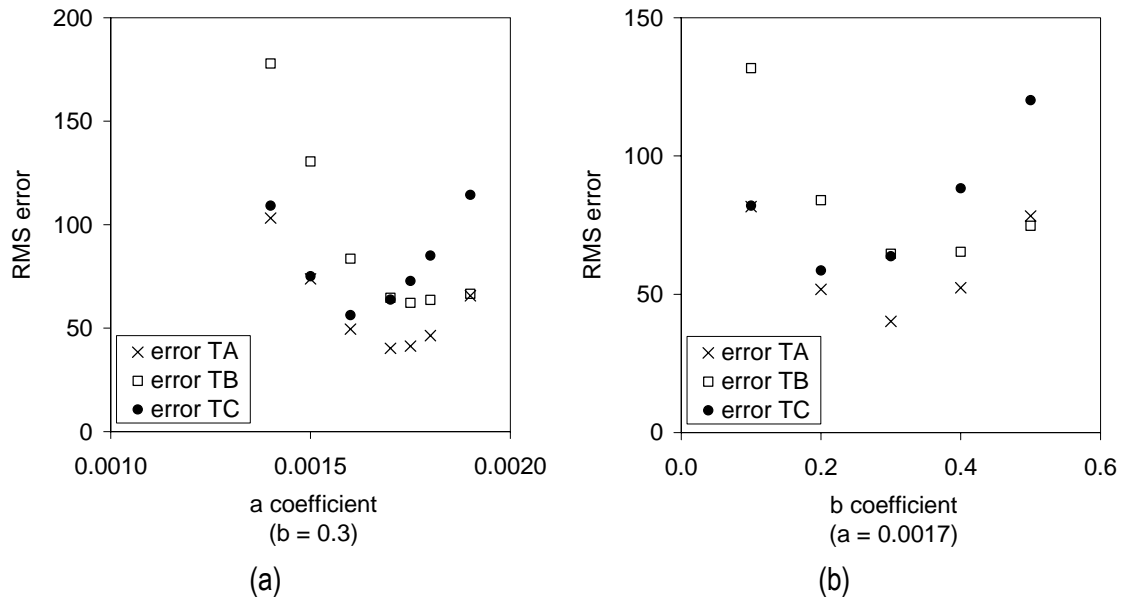 200
150
100
50
0
RMS error
error TA
error TB
error TC
0.0010
0.0015
0.0020
a coefficient
(b = 0.3)
(a)
150
100
50
0
RMS error
error TA
error TB
error TC
0.0
0.2
0.4
0.6
b coefficient
(a = 0.0017)
(b)